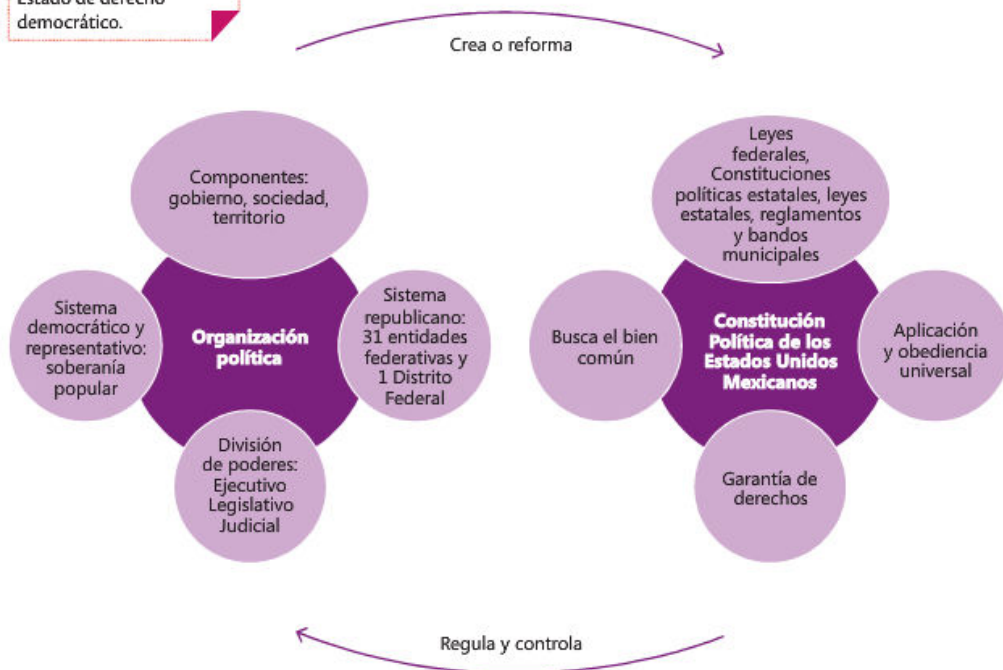 Estado de derecho
democrático.
Crea o reforma
Componentes:
gobierno, sociedad,
territorio
Sistema
democrático y
representativo:
soberanía
popular
Organización
política
Sistema
republicano:
31 entidades
federativas y
1 Distrito
Federal
División
de poderes:
Ejecutivo
Legislativo
Judicial
Leyes
federales,
Constituciones
políticas estatales, leyes
estatales, reglamentos
y bandos
municipales
Busca el bien
común
Constitución
Política de los
Estados Unidos
Mexicanos
Aplicación
y obediencia
universal
Garantía de
derechos
Regula y controla